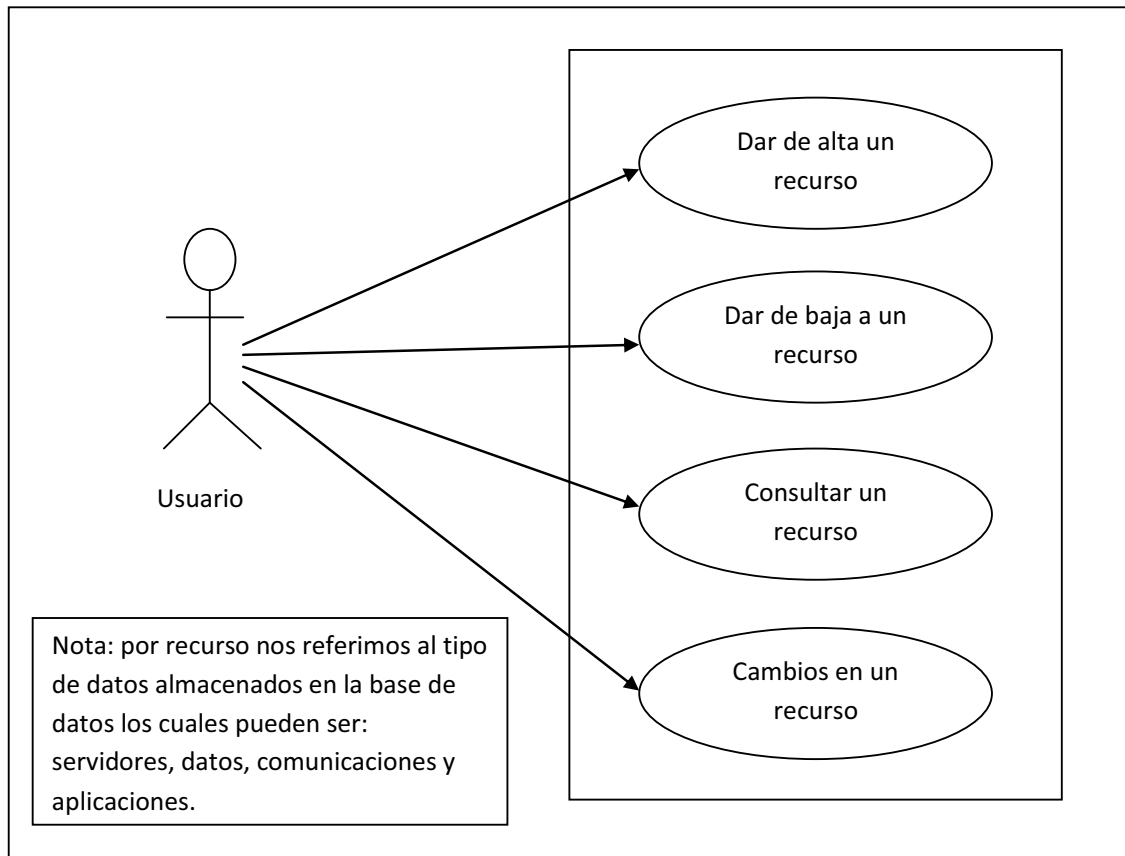 Dar de alta un
recurso
Dar de baja a un
recurso
Usuario
Consultar un
recurso
Cambios en un
recurso
Nota: por recurso nos referimos al tipo
de datos almacenados en la base de
datos los cuales pueden ser:
servidores, datos, comunicaciones y
aplicaciones.